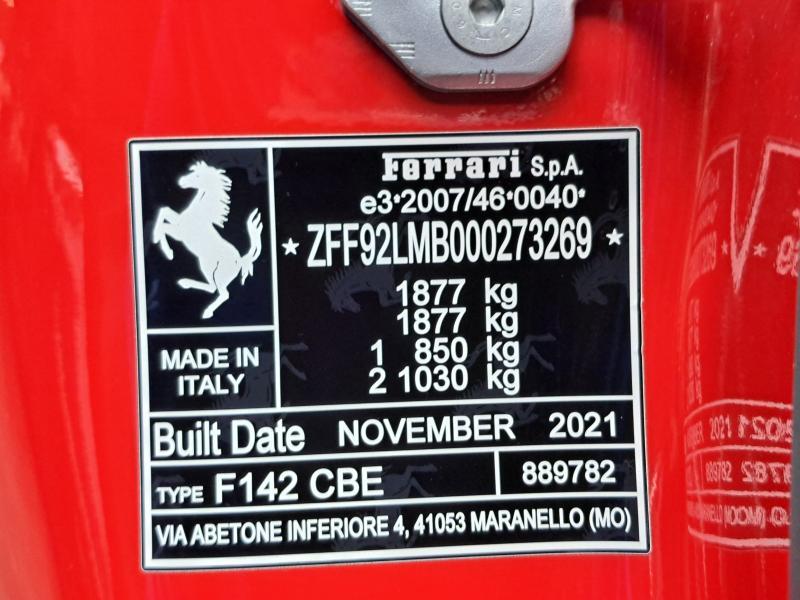 Ferrari S.p.A.
e3*2007/46*0040*
★ ZFF92LMB000273269 ★
1877 kg
1877 kg
1 850 kg
2 1030 kg
MADE IN
ITALY
Built Date NOVEMBER 2021
TYPE F142 CBE 889782
VIA ABETONE INFERIORE 4, 41053 MARANELLO (MO)